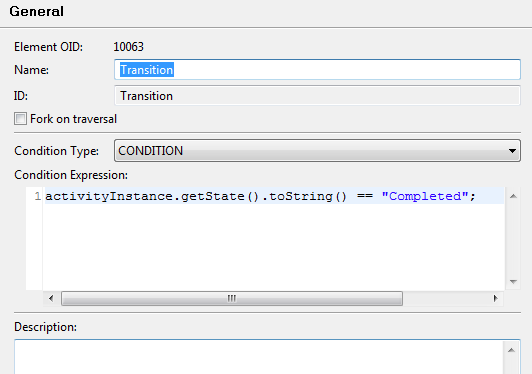 General
Element OID: 10063
Name: Transition
ID: Transition
Fork on traversal
Condition Type: CONDITION
Condition Expression:
1 activityInstance.getState().toString() == "Completed";
Description: